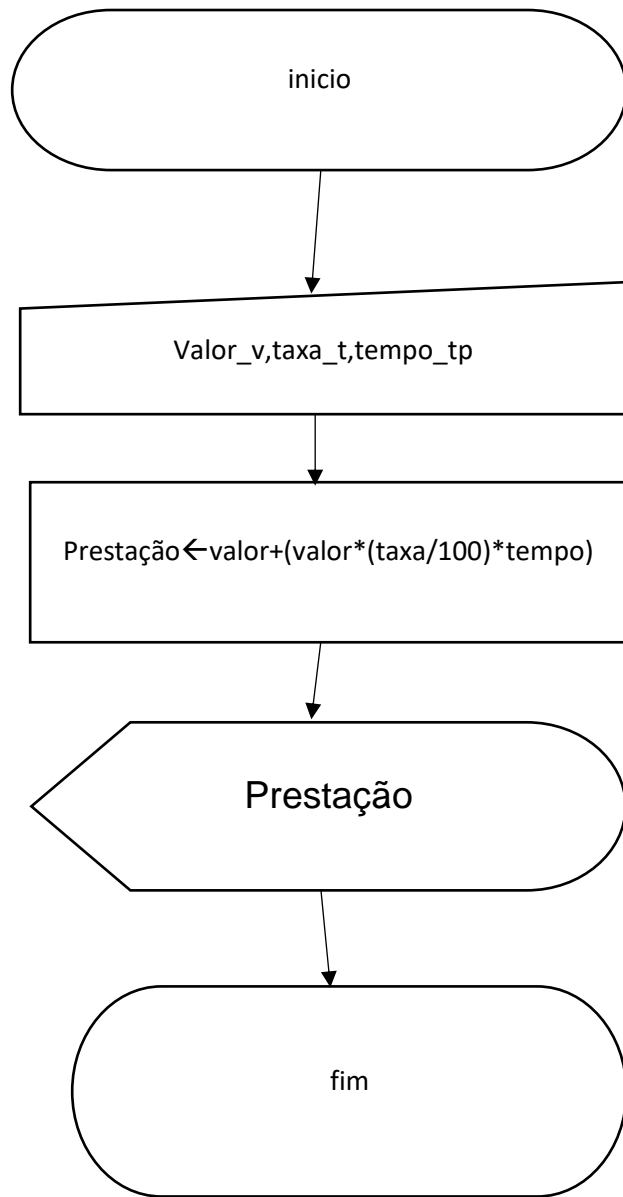 inicio
Valor_v,taxa_t,tempo_tp
Prestação←valor+(valor*(taxa/100)*tempo)
Prestação
fim